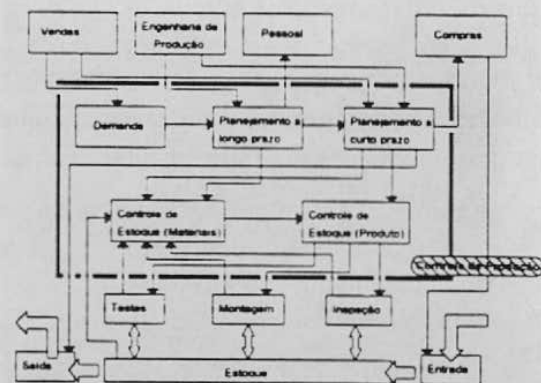 Vendas
Engenharia de
Produção
Pessoal
Compras
Demanda
Planejamento a
longo prazo
Planejamento a
curto prazo
Controle de
Estoque (Materiais)
Controle de
Estoque (Produto)
Testes
Montagem
Inspeção
Saída
Estoque
Entrada